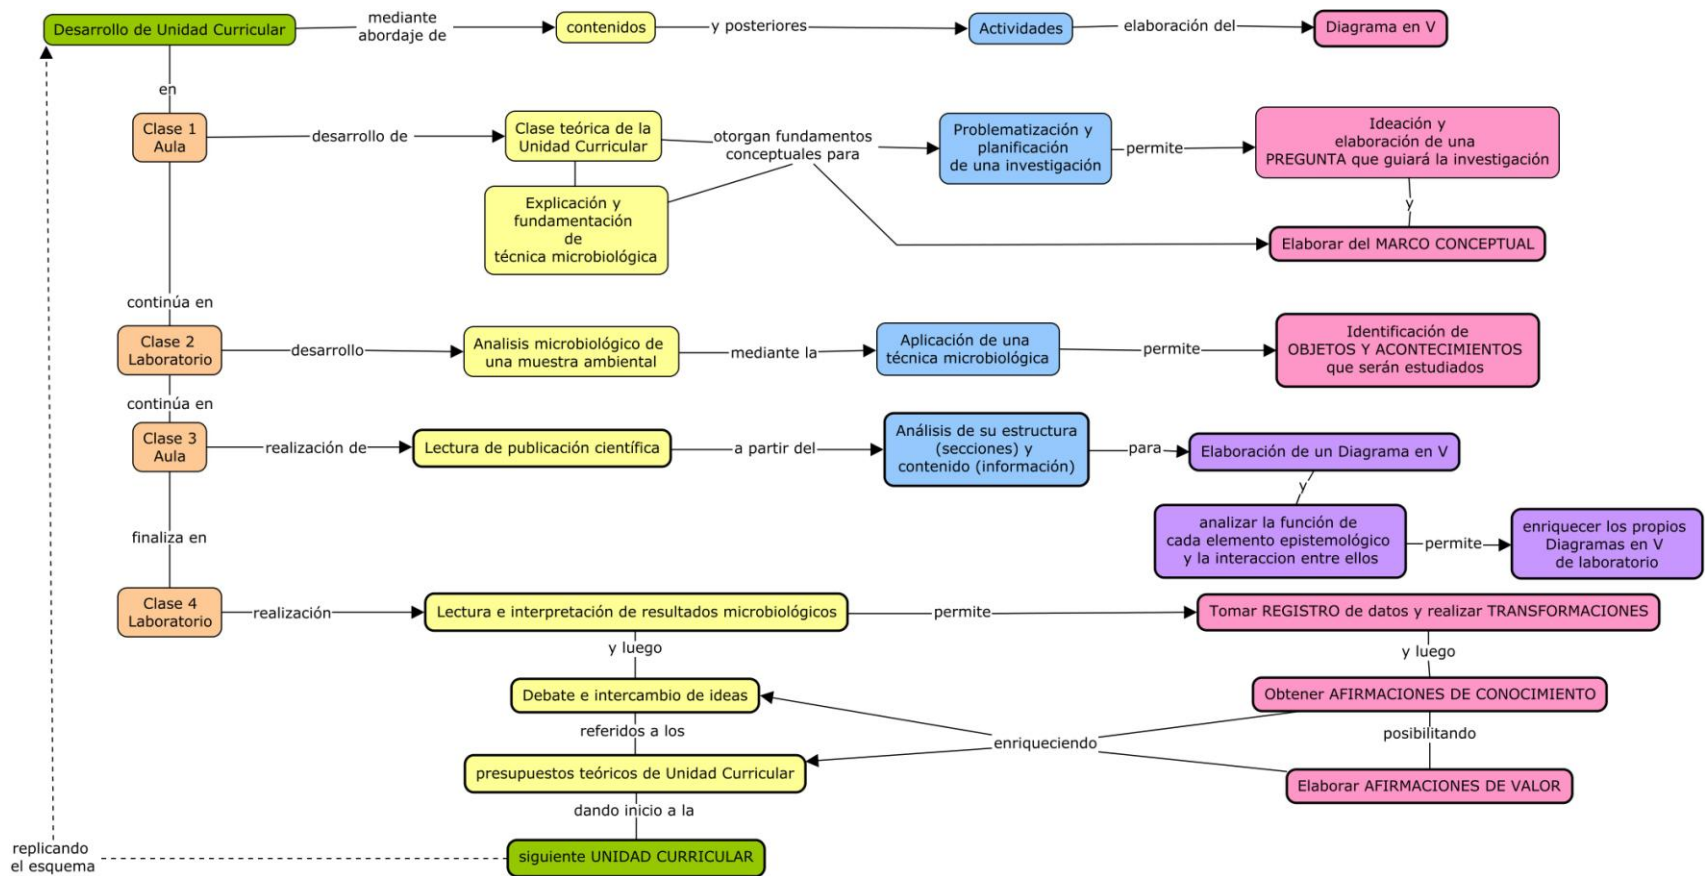 Desarrollo de Unidad Curricular
mediante
abordaje de
contenidos
y posteriores
Actividades
elaboración del
Diagrama en V
en
Clase 1
Aula
desarrollo de
Clase teórica de la
Unidad Curricular
Explicación y
fundamentación
de
técnica microbiológica
otorgan fundamentos
conceptuales para
Problematización y
planificación
de una investigación
permite
Ideación y
elaboración de una
PREGUNTA que guiará la investigación
y
Elaborar del MARCO CONCEPTUAL
continúa en
Clase 2
Laboratorio
desarrollo
Analisis microbiológico de
una muestra ambiental
mediante la
Aplicación de una
técnica microbiológica
permite
Identificación de
OBJETOS Y ACONTECIMIENTOS
que serán estudiados
continúa en
Clase 3
Aula
realización de
Lectura de publicación científica
a partir del
Análisis de su estructura
(secciones) y
contenido (información)
para
Elaboración de un Diagrama en V
y
analizar la función de
cada elemento epistemológico
y la interaccion entre ellos
permite
enriquecer los propios
Diagramas en V
de laboratorio
finaliza en
Clase 4
Laboratorio
realización
Lectura e interpretación de resultados microbiológicos
permite
Tomar REGISTRO de datos y realizar TRANSFORMACIONES
y luego
y luego
Debate e intercambio de ideas
Obtener AFIRMACIONES DE CONOCIMIENTO
referidos a los
enriqueciendo
posibilitando
presupuestos teóricos de Unidad Curricular
Elaborar AFIRMACIONES DE VALOR
dando inicio a la
siguiente UNIDAD CURRICULAR
replicando
el esquema